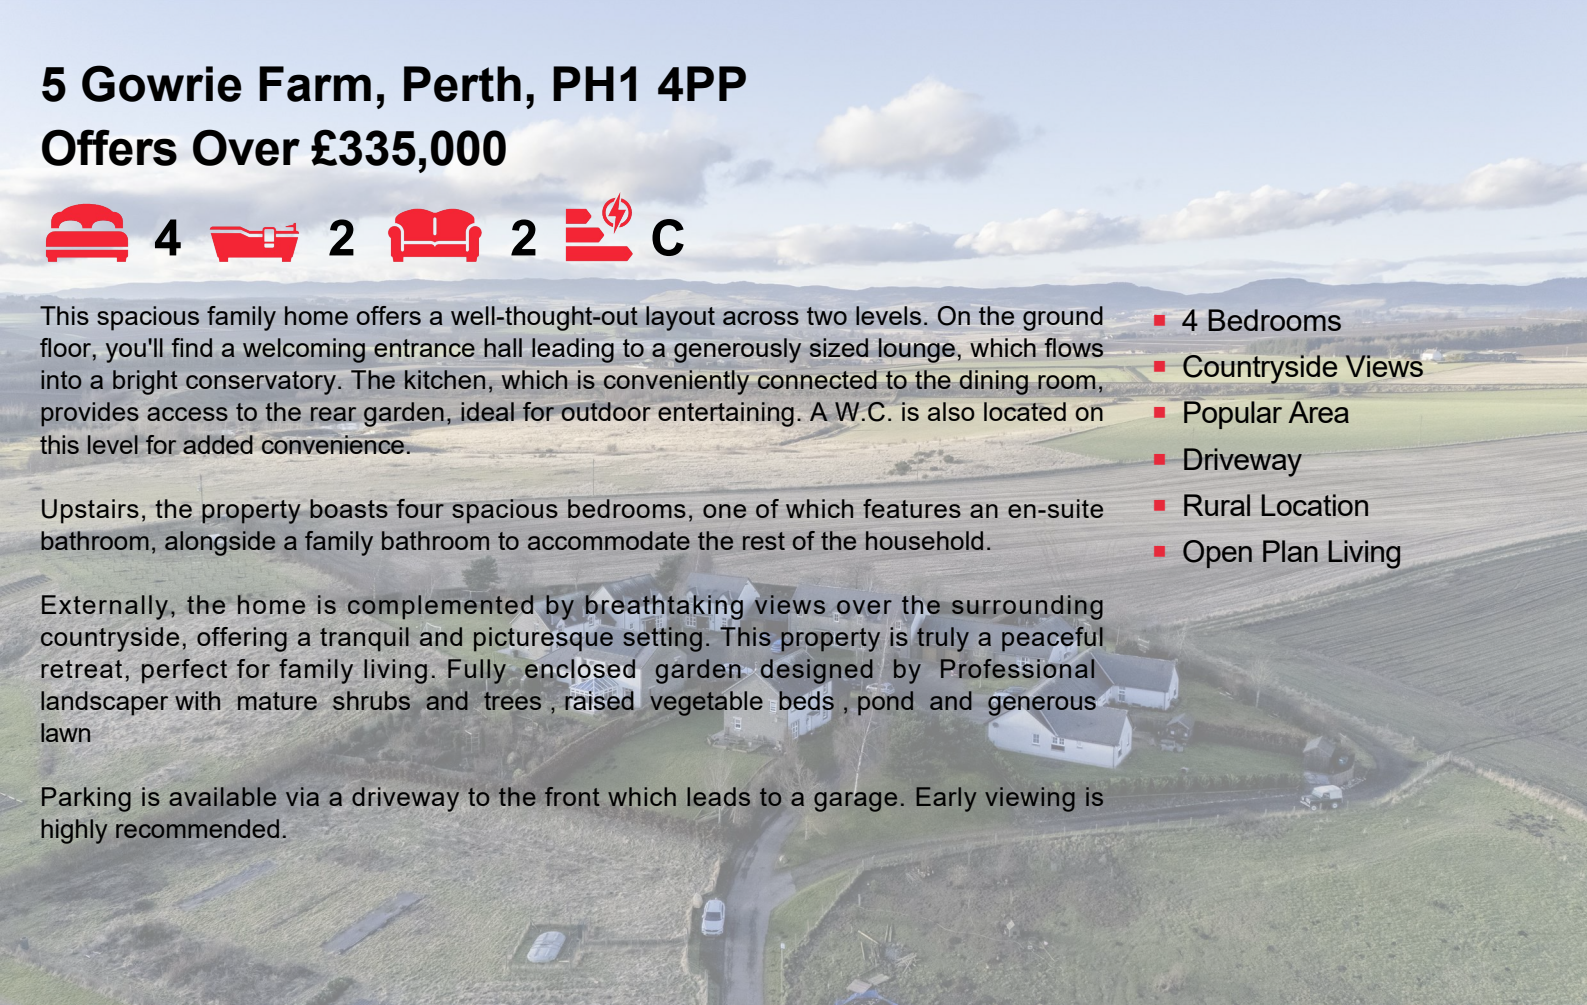 5 Gowrie Farm, Perth, PH1 4PP
Offers Over £335,000
4 2 2 C
This spacious family home offers a well-thought-out layout across two levels. On the ground
floor, you'll find a welcoming entrance hall leading to a generously sized lounge, which flows
into a bright conservatory. The kitchen, which is conveniently connected to the dining room,
provides access to the rear garden, ideal for outdoor entertaining. A W.C. is also located on
this level for added convenience.
Upstairs, the property boasts four spacious bedrooms, one of which features an en-suite
bathroom, alongside a family bathroom to accommodate the rest of the household.
Externally, the home is complemented by breathtaking views over the surrounding
countryside, offering a tranquil and picturesque setting. This property is truly a peaceful
retreat, perfect for family living. Fully enclosed garden designed by Professional
landscaper with mature shrubs and trees , raised vegetable beds , pond and generous
lawn
Parking is available via a driveway to the front which leads to a garage. Early viewing is
highly recommended.
4 Bedrooms
Countryside Views
Popular Area
Driveway
Rural Location
Open Plan Living